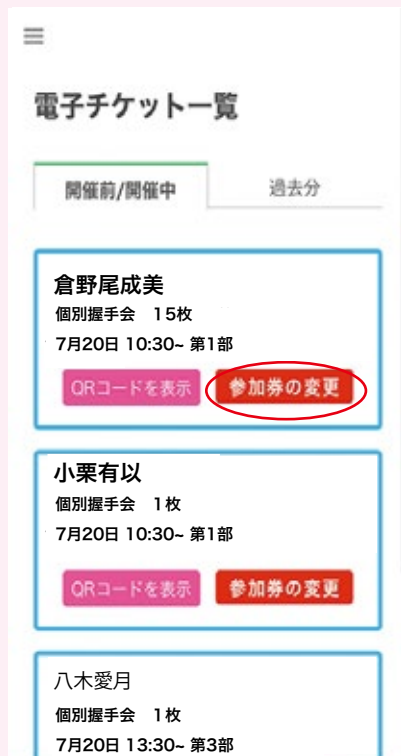 電子チケット一覧
開催前/開催中 過去分
倉野尾成美
個別握手会 15枚
7月20日 10:30~ 第1部
QRコードを表示 参加券の変更
小栗有以
個別握手会 1枚
7月20日 10:30~ 第1部
QRコードを表示 参加券の変更
八木愛月
個別握手会 1枚
7月20日 13:30~ 第3部